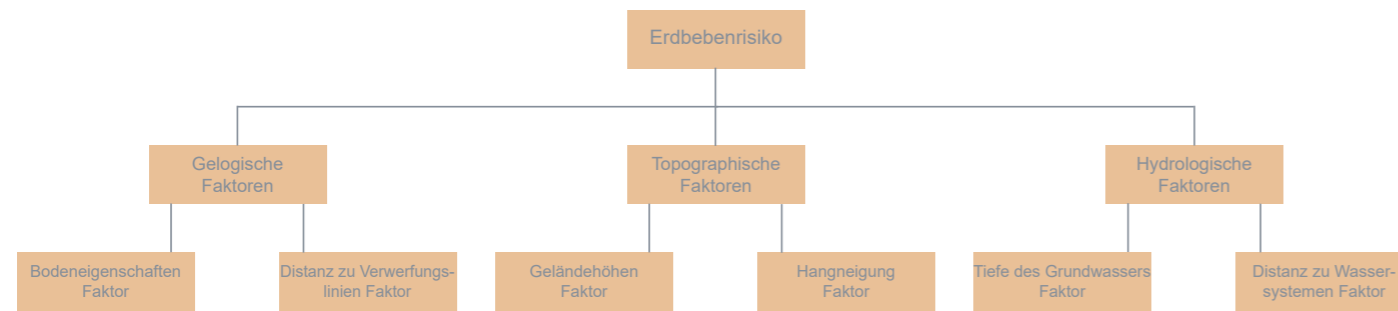 Erdbebenrisiko
Gelogische
Faktoren
Topographische
Faktoren
Hydrologische
Faktoren
Bodeneigenschaften
Faktor
Distanz zu Verwerfungs-
linien Faktor
Geländehöhen
Faktor
Hangneigung
Faktor
Tiefe des Grundwassers
Faktor
Distanz zu Wasser-
systemen Faktor